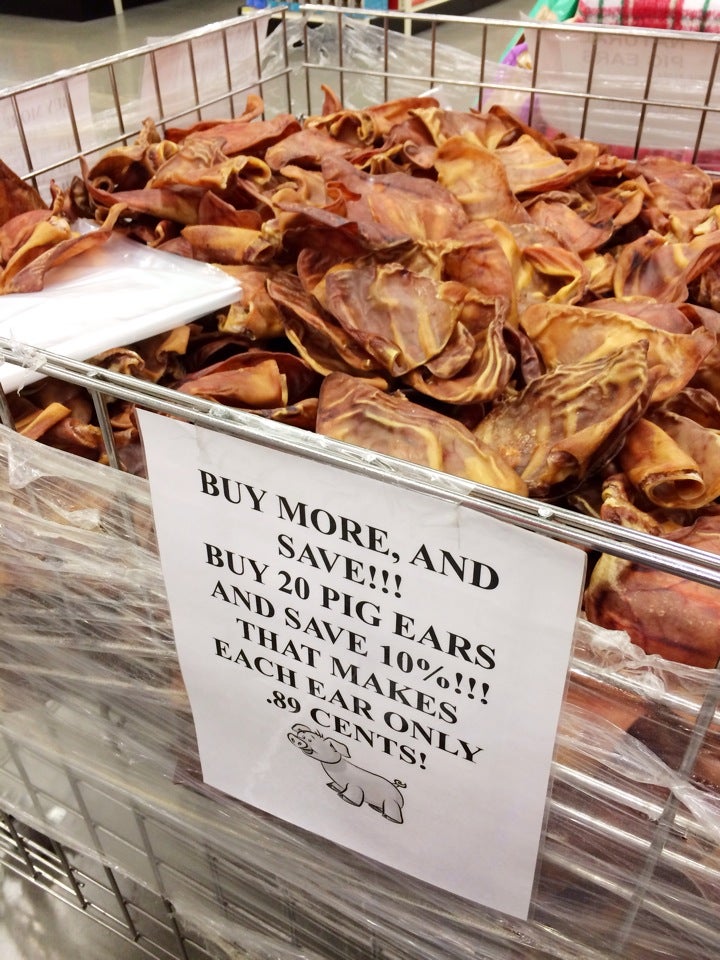 BUY MORE, AND
SAVE!!!
BUY 20 PIG EARS
AND SAVE 10%!!!
THAT MAKES
EACH EAR ONLY
.89 CENTS!